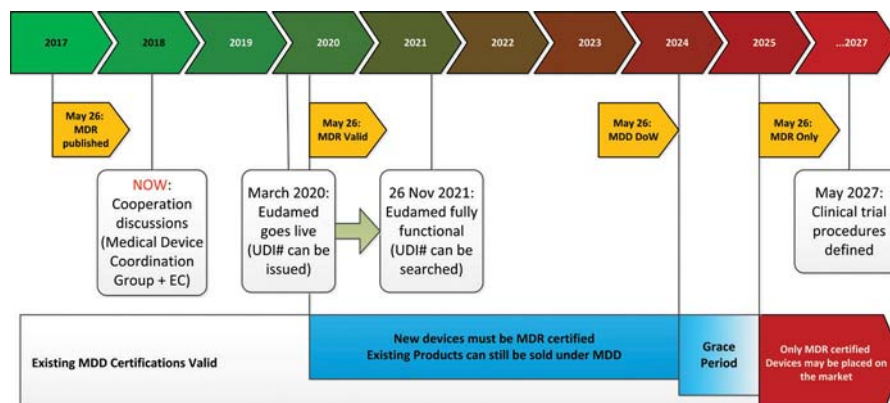 2017
2018
2019
2020
2021
2022
2023
2024
2025
...2027
May 26:
MDR
published
May 26:
MDR Valid
May 26:
MDD DoW
May 26:
MDR Only
NOW:
Cooperation
discussions
(Medical Device
Coordination
Group + EC)
March 2020:
Eudamed
goes live
(UDI# can be
issued)
26 Nov 2021:
Eudamed fully
functional
(UDI# can be
searched)
May 2027:
Clinical trial
procedures
defined
Existing MDD Certifications Valid
New devices must be MDR certified
Existing Products can still be sold under MDD
Grace
Period
Only MDR certified
Devices may be placed on
the market